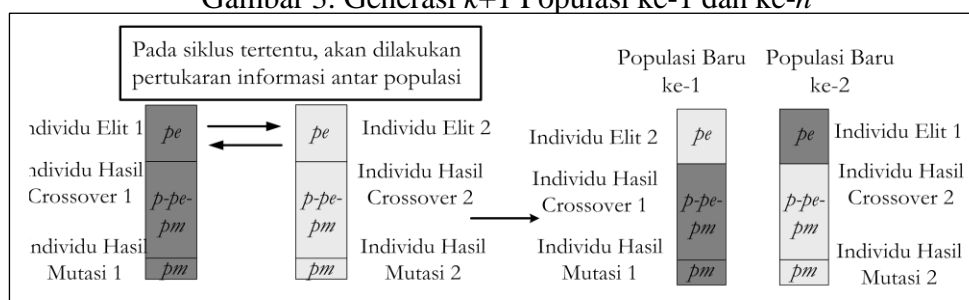 Gambar 3. Generasi k+1 Populasi ke-1 dan ke-n
Pada siklus tertentu, akan dilakukan
pertukaran informasi antar populasi
ndividu Elit 1
pe
pe
Individu Elit 2
ndividu Hasil
Crossover 1
p-pe-
pm
p-pe-
pm
Individu Hasil
Crossover 2
Individu Hasil
Mutasi 1
pm
pm
Individu Hasil
Mutasi 2
Populasi Baru
ke-1
Populasi Baru
ke-2
Individu Elit 2
pe
pe
Individu Elit 1
Individu Hasil
Crossover 1
p-pe-
pm
p-pe-
pm
Individu Hasil
Crossover 2
Individu Hasil
Mutasi 1
pm
pm
Individu Hasil
Mutasi 2